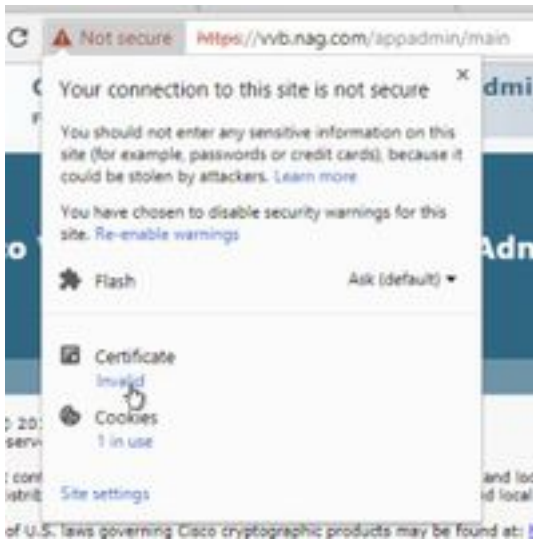 Not secure https://vvb.nag.com/appadmin/main
Your connection to this site is not secure
dmi
You should not enter any sensitive information on this
site (for example, passwords or credit cards), because it
could be stolen by attackers. Learn more
You have chosen to disable security warnings for this
site. Re-enable warnings
Adn
Flash Ask (default)
Certificate
Invalid
Cookies
1 in use
Site settings
of U.S. laws governing Cisco cryptographic products may be found at: